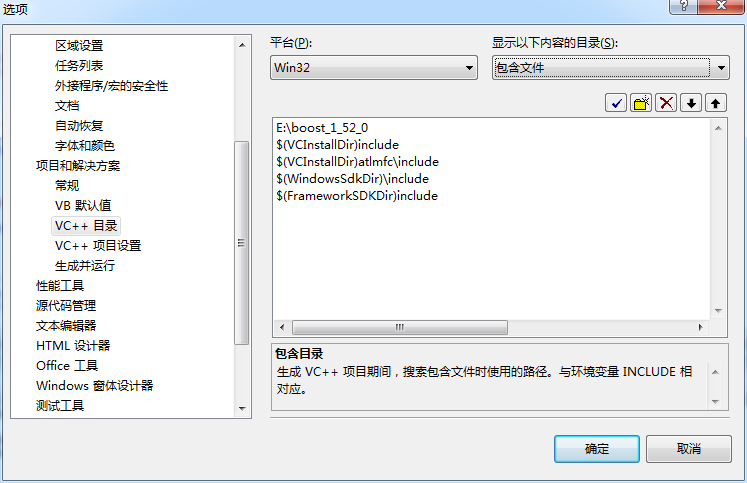 选项
区域设置
任务列表
外接程序/宏的安全性
文档
自动恢复
字体和颜色
项目和解决方案
常规
VB 默认值
VC++ 目录
VC++ 项目设置
生成并运行
性能工具
源代码管理
文本编辑器
HTML 设计器
Office 工具
Windows 窗体设计器
测试工具
平台(P):
Win32
显示以下内容的目录(S):
包含文件
E:\boost_1_52_0
$(VCInstallDir)include
$(VCInstallDir)atlmfc\include
$(WindowsSdkDir)\include
$(FrameworkSDKDir)include
包含目录
生成 VC++ 项目期间，搜索包含文件时使用的路径。与环境变量 INCLUDE 相
对应。
确定
取消